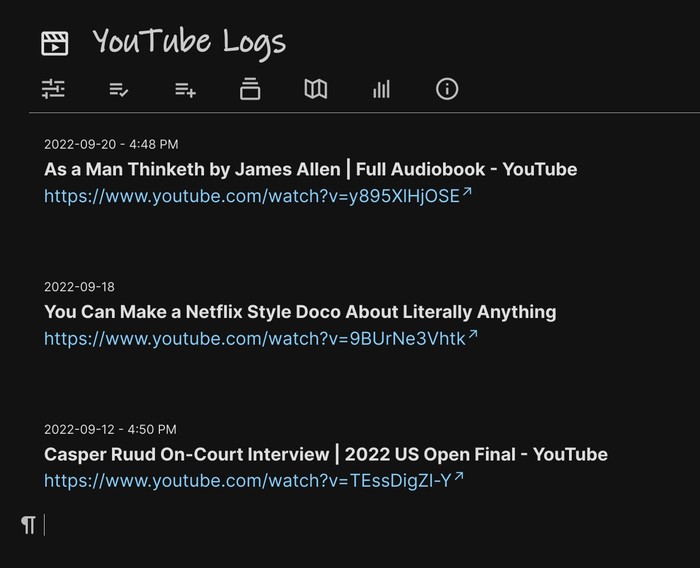 YouTube Logs
2022-09-20 - 4:48 PM
As a Man Thinketh by James Allen | Full Audiobook - YouTube
https://www.youtube.com/watch?v=y895XlHjOSE
2022-09-18
You Can Make a Netflix Style Doco About Literally Anything
https://www.youtube.com/watch?v=9BUrNe3Vhtk
2022-09-12 - 4:50 PM
Casper Ruud On-Court Interview | 2022 US Open Final - YouTube
https://www.youtube.com/watch?v=TEssDigZl-Y